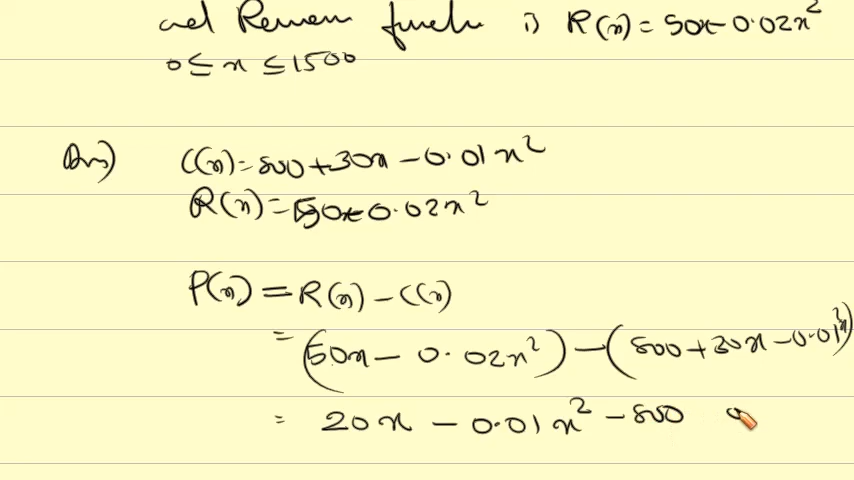 and Revenue function is R(x) = 50x - 0.02x²
0 ≤ x ≤ 1500
Ans) C(x) = 800 + 30x - 0.01x²
R(x) = 50x - 0.02x²
P(x) = R(x) - C(x)
= (50x - 0.02x²) - (800 + 30x - 0.01x²)
= 20x - 0.01x² - 800